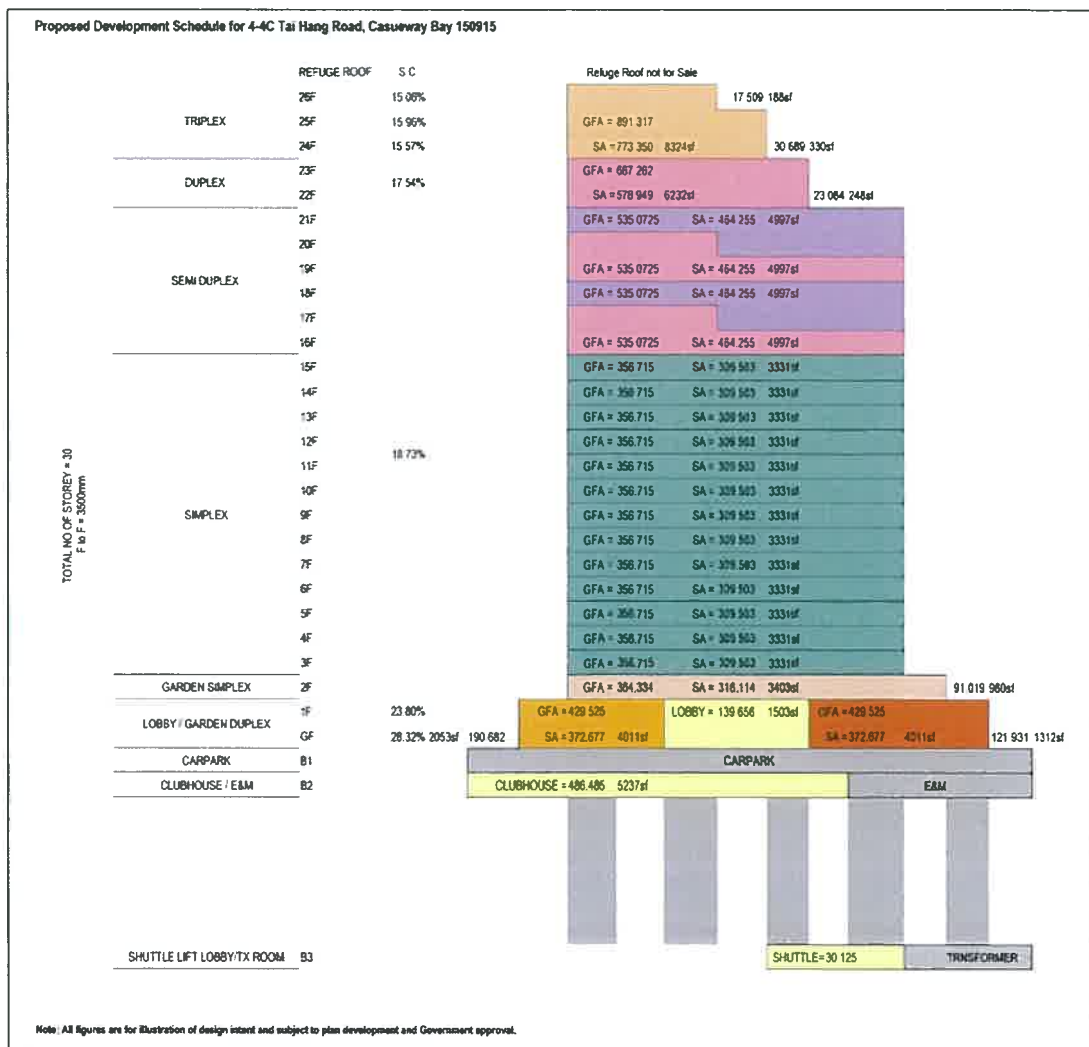 Proposed Development Schedule for 4-4C Tai Hang Road, Casueway Bay 150915
REFUGE ROOF S C Refuge Roof not for Sale
26F 15 06% 17 509 188sf
TRIPLEX 25F 15 96% GFA = 891 317
24F 15 57% SA =773 350 8324sf 30 689 330sf
23F GFA = 667 262
DUPLEX 17 54%
22F SA = 578 949 6232sf 23 084 248sf
21F GFA = 535 0725 SA = 464 255 4997sf
20F
19F GFA = 535 0725 SA = 464 255 4997sf
SEMI DUPLEX
18F GFA = 535 0725 SA = 464 255 4997sf
17F
16F GFA = 535 0725 SA = 464.255 4997sf
15F GFA = 356 715 SA = 309 503 3331sf
14F GFA = 356 715 SA = 309 503 3331sf
13F GFA = 356.715 SA = 309 503 3331sf
12F GFA = 356.715 SA = 309 503 3331sf
18 73%
11F GFA = 356.715 SA = 309 503 3331sf
10F GFA = 356 715 SA = 309 503 3331sf
SIMPLEX 9F GFA = 356 715 SA = 309 503 3331sf
8F GFA = 356 715 SA = 309 503 3331sf
7F GFA = 356.715 SA = 309 503 3331sf
6F GFA = 356 715 SA = 309 503 3331sf
5F GFA = 356 715 SA = 309 503 3331sf
4F GFA = 356.715 SA = 309 503 3331sf
3F GFA = 356.715 SA = 309 503 3331sf
TOTAL NO OF STOREY = 30
F to F = 3500mm
GARDEN SIMPLEX 2F GFA = 364.334 SA = 316.114 3403sf 91 019 980sf
1F 23.80% GFA =429 525 LOBBY = 139 656 1503sf GFA =429 525
LOBBY / GARDEN DUPLEX
GF 28.32% 2053sf 190 682 SA =372.677 4011sf SA =372.677 4011sf 121 931 1312sf
CARPARK B1 CARPARK
CLUBHOUSE / E&M B2 CLUBHOUSE = 486.485 5237sf E&M
SHUTTLE LIFT LOBBY/TX ROOM B3 SHUTTLE=30 125 TRNSFORMER
Note: All figures are for illustration of design intent and subject to plan development and Government approval.